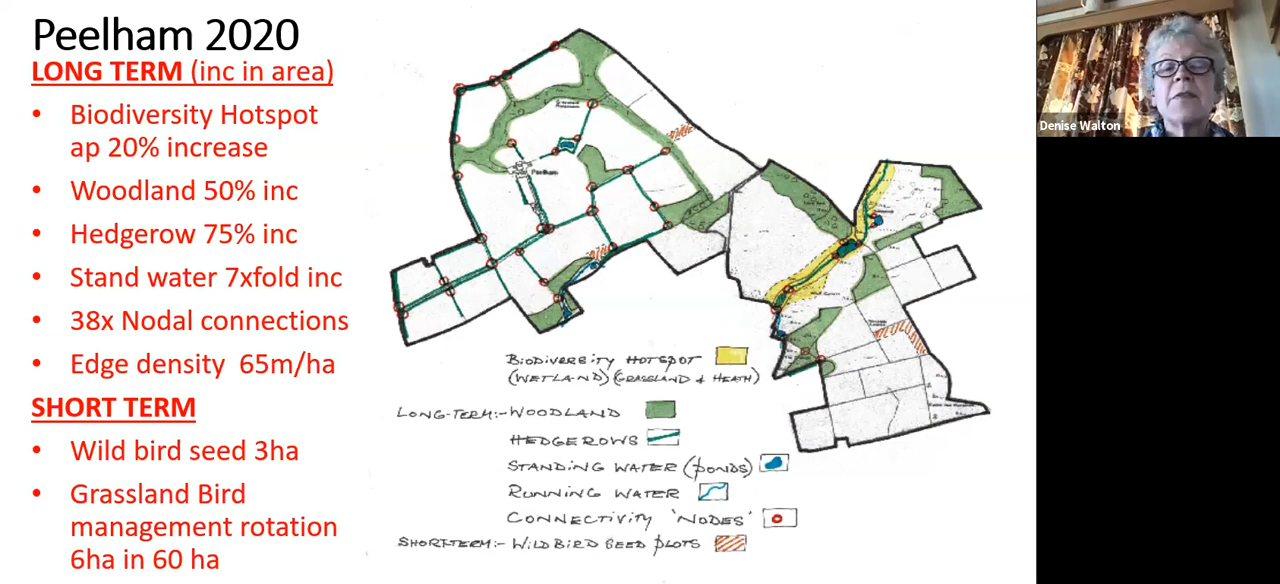 Peelham 2020
LONG TERM (inc in area)
• Biodiversity Hotspot
ap 20% increase
• Woodland 50% inc
• Hedgerow 75% inc
• Stand water 7xfold inc
• 38x Nodal connections
• Edge density 65m/ha
SHORT TERM
• Wild bird seed 3ha
• Grassland Bird
management rotation
6ha in 60 ha
Peelham
BIODIVERSITY HOTSPOT
(WETLAND) (GRASSLAND & HEATH)
LONG-TERM:- WOODLAND
HEDGEROWS
STANDING WATER (PONDS)
RUNNING WATER
CONNECTIVITY 'NODES'
SHORT-TERM:- WILD BIRD SEED PLOTS
Denise Walton